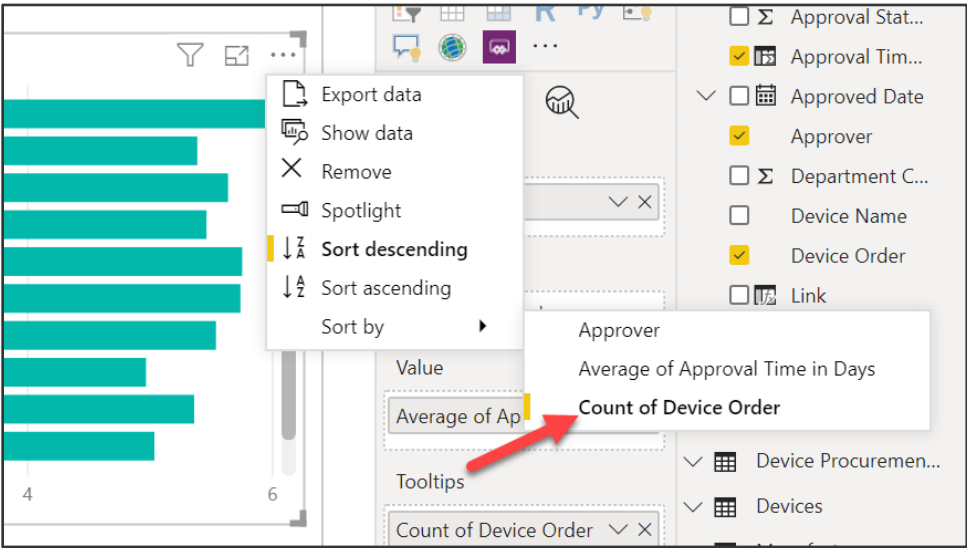 R Py
Export data
Show data
Remove
Spotlight
Sort descending
Sort ascending
Sort by
Approver
Average of Approval Time in Days
Count of Device Order
4
6
Value
Average of Ap
Tooltips
Count of Device Order
Approval Stat...
Approval Tim...
Approved Date
Approver
Department C...
Device Name
Device Order
Link
Device Procuremen...
Devices